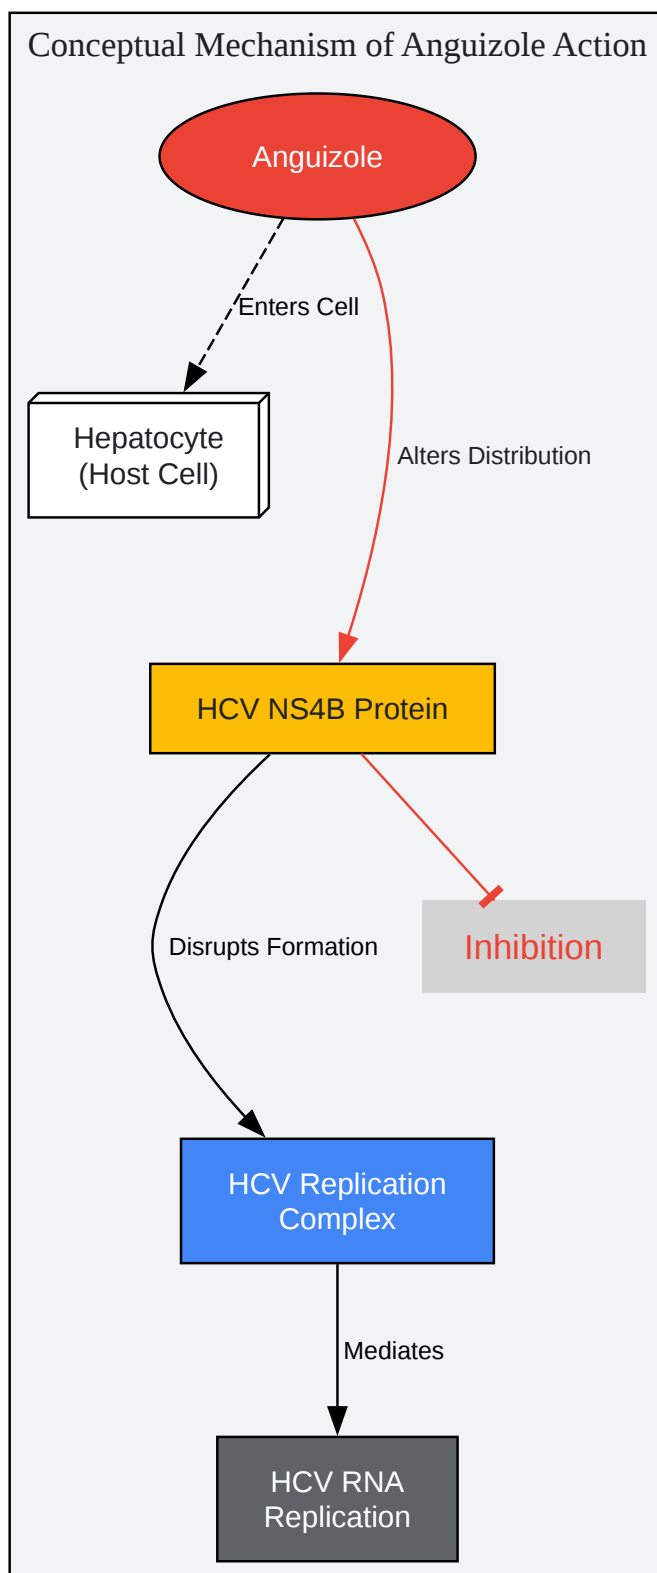 Conceptual Mechanism of Anguizole Action
Anguizole
Enters Cell
Hepatocyte
(Host Cell)
Alters Distribution
HCV NS4B Protein
Disrupts Formation
Inhibition
HCV Replication
Complex
Mediates
HCV RNA
Replication